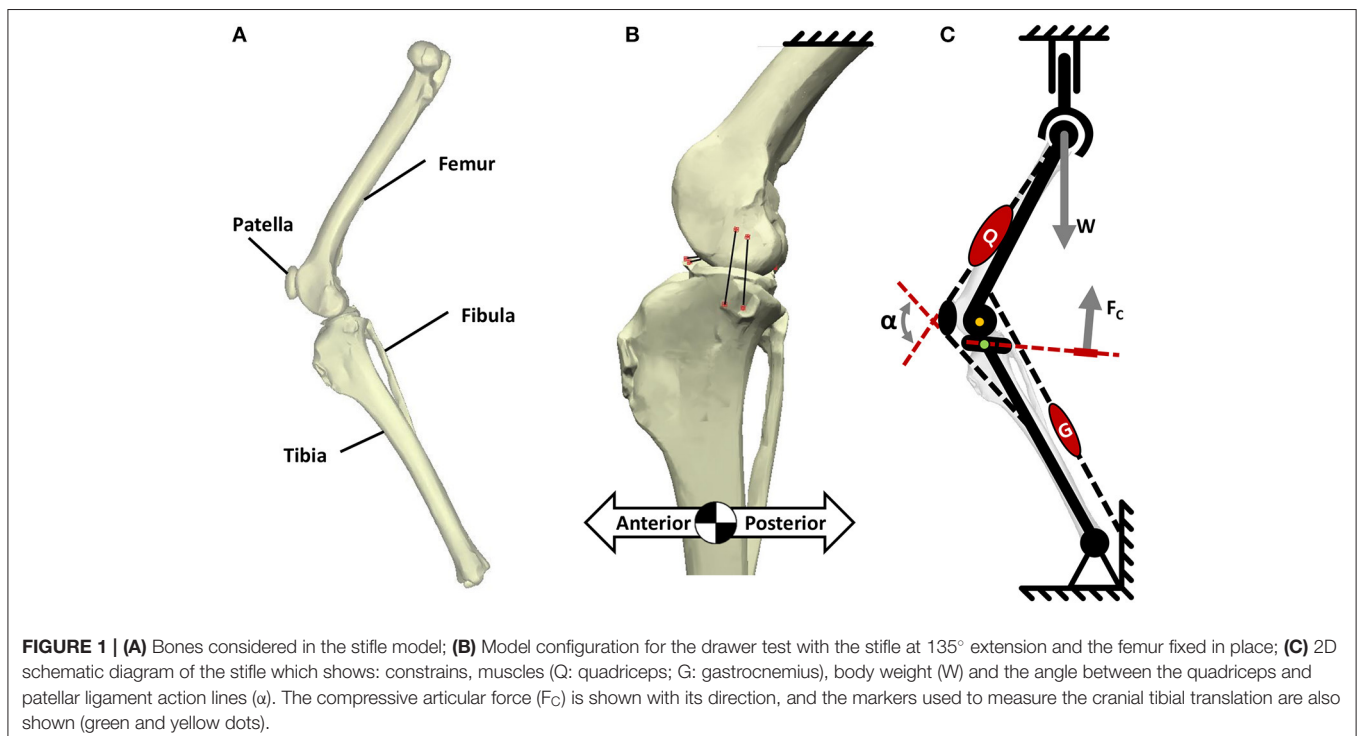 A
B
C
Femur
Patella
Fibula
Tibia
Anterior
Posterior
Q
W
α
F_C
G
FIGURE 1 | (A) Bones considered in the stifle model; (B) Model configuration for the drawer test with the stifle at 135° extension and the femur fixed in place; (C) 2D
schematic diagram of the stifle which shows: constrains, muscles (Q: quadriceps; G: gastrocnemius), body weight (W) and the angle between the quadriceps and
patellar ligament action lines (α). The compressive articular force (F_C) is shown with its direction, and the markers used to measure the cranial tibial translation are also
shown (green and yellow dots).